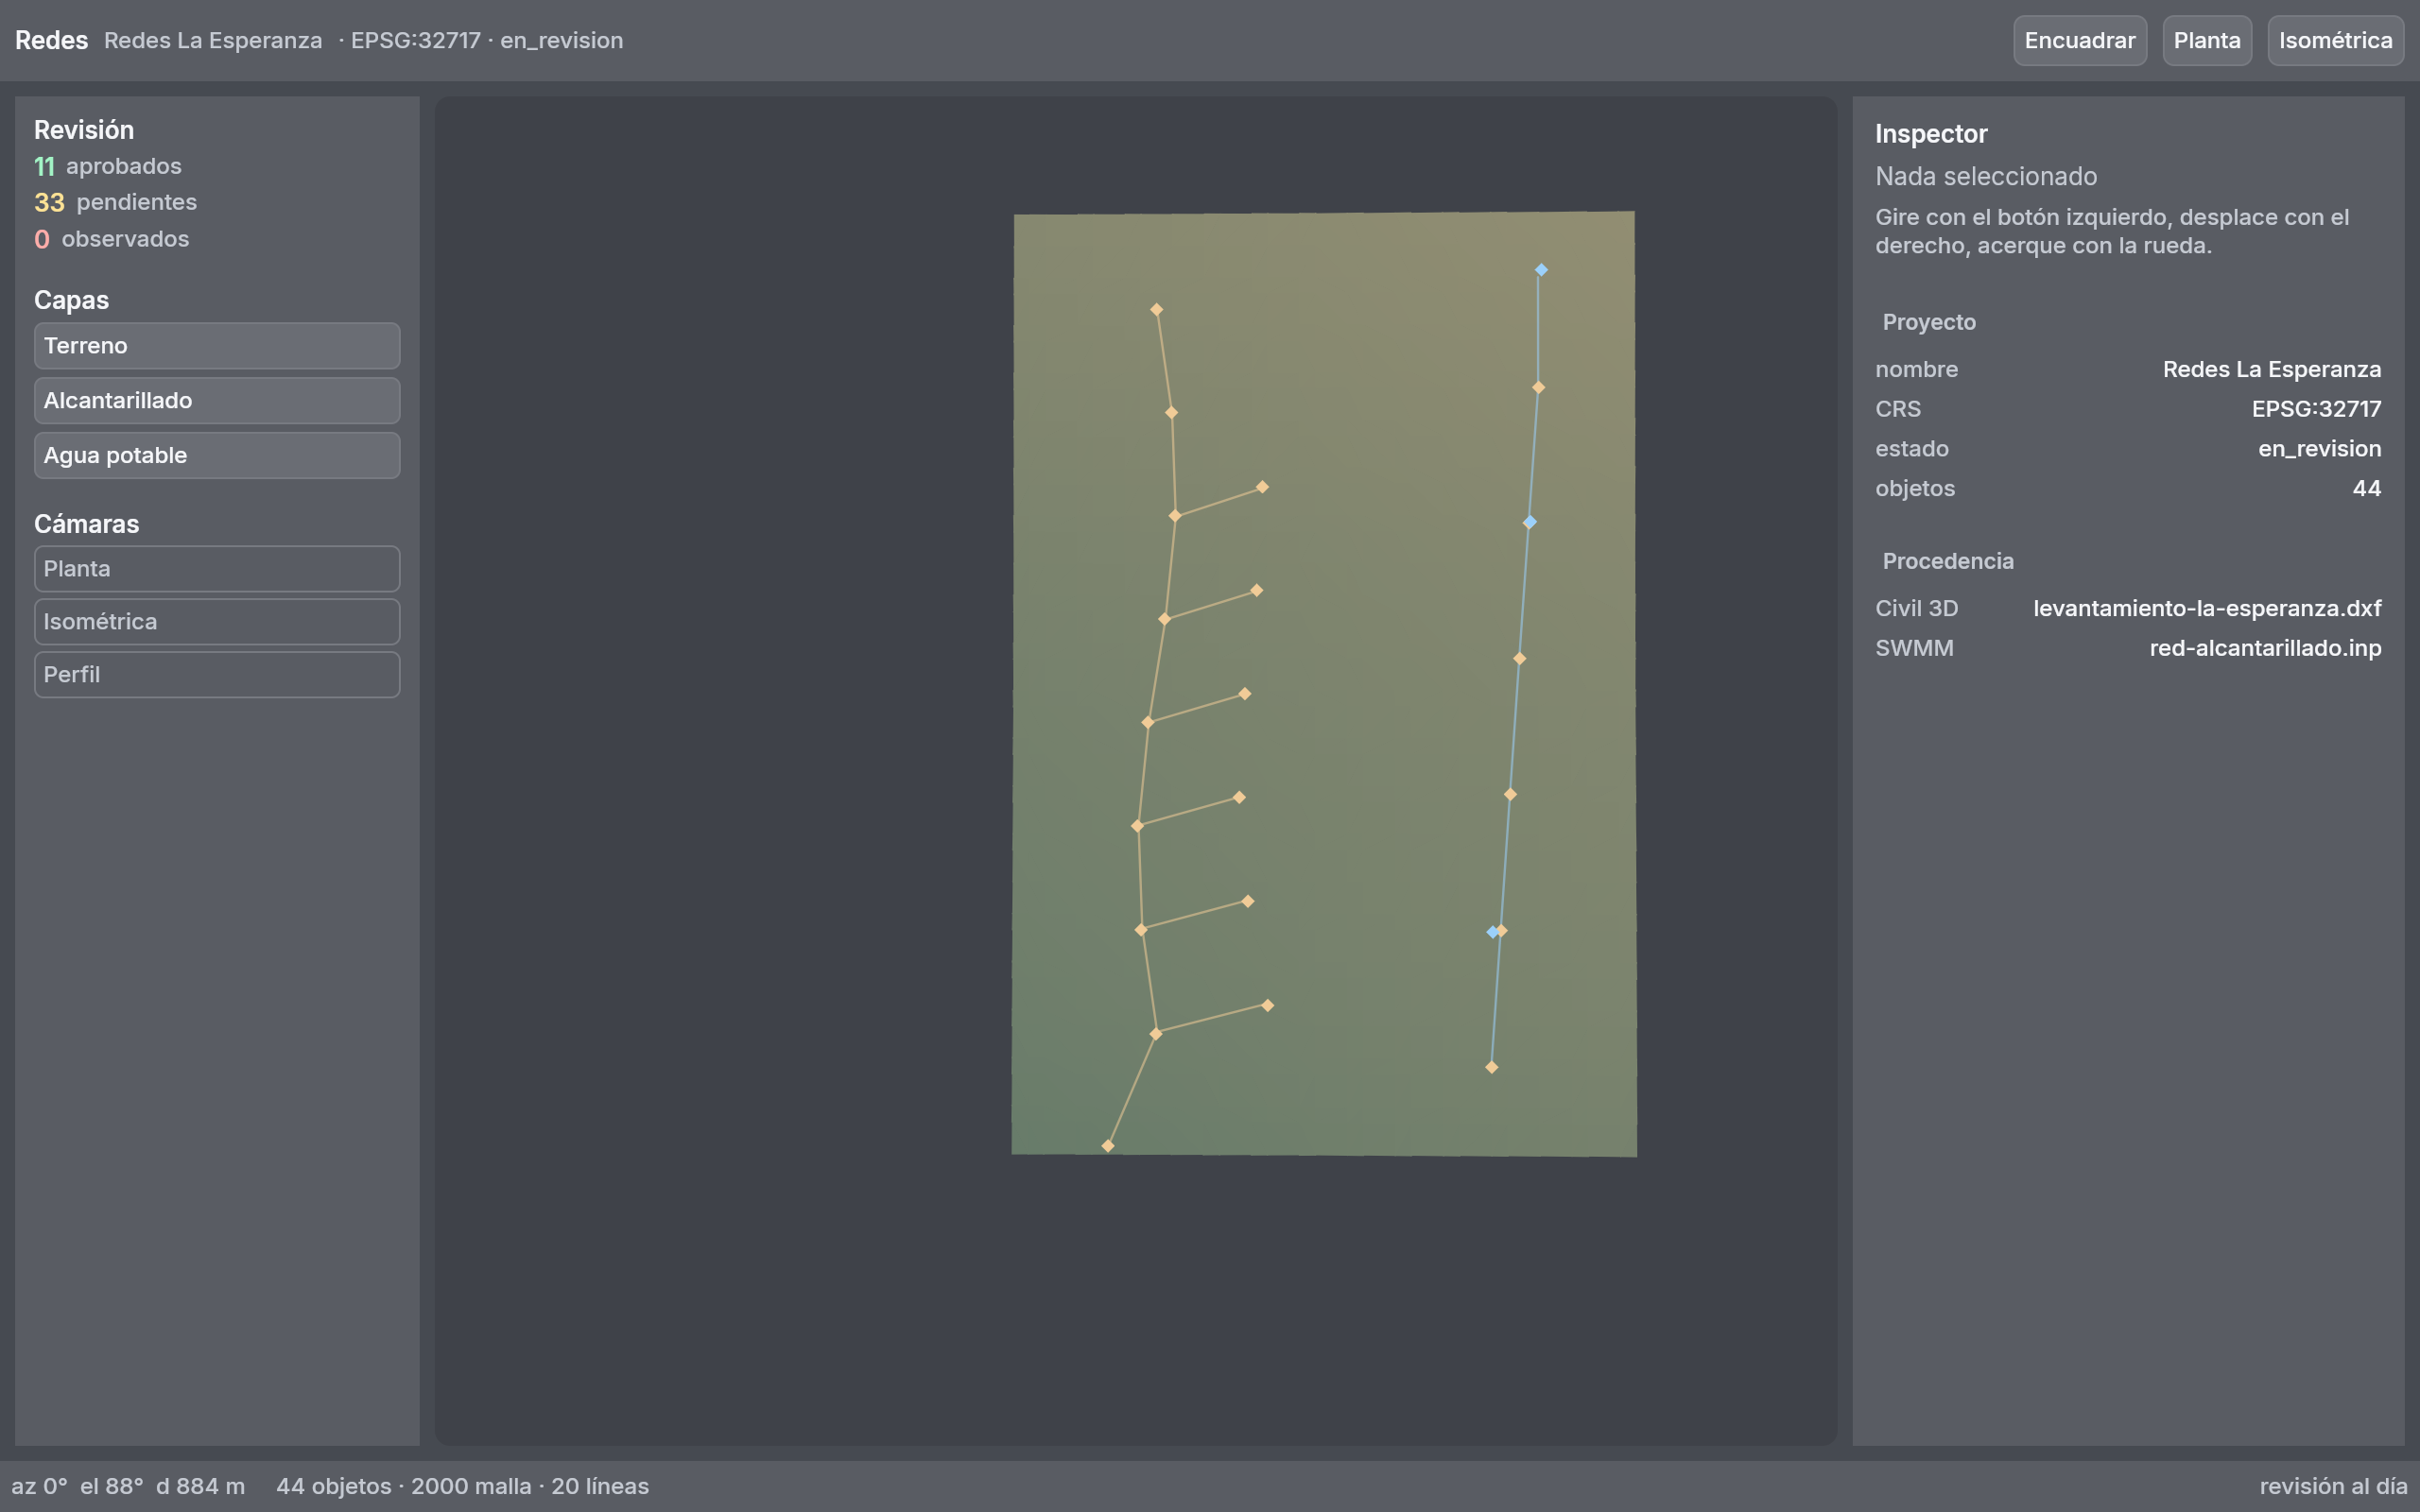 Redes Redes La Esperanza · EPSG:32717 · en_revision
Encuadrar Planta Isométrica
Revisión
11 aprobados
33 pendientes
0 observados
Capas
Terreno
Alcantarillado
Agua potable
Cámaras
Planta
Isométrica
Perfil
Inspector
Nada seleccionado
Gire con el botón izquierdo, desplace con el
derecho, acerque con la rueda.
Proyecto
nombre Redes La Esperanza
CRS EPSG:32717
estado en_revision
objetos 44
Procedencia
Civil 3D levantamiento-la-esperanza.dxf
SWMM red-alcantarillado.inp
az 0° el 88° d 884 m 44 objetos · 2000 malla · 20 líneas
revisión al día